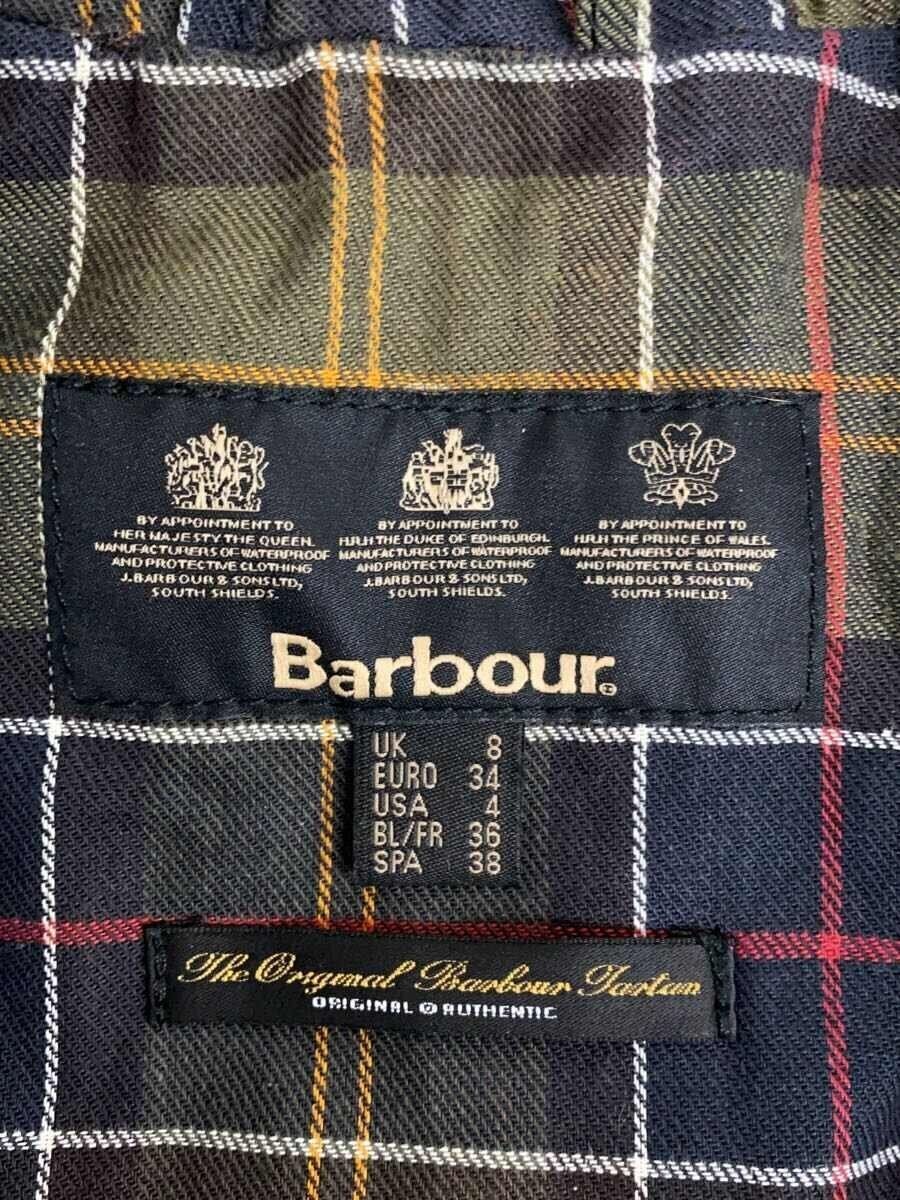 BY APPOINTMENT TO
HER MAJESTY THE QUEEN.
MANUFACTURERS OF WATERPROOF
AND PROTECTIVE CLOTHING
J.BARBOUR & SONS LTD,
SOUTH SHIELDS.
BY APPOINTMENT TO
H.R.H THE DUKE OF EDINBURGH.
MANUFACTURERS OF WATERPROOF
AND PROTECTIVE CLOTHING
J.BARBOUR & SONS LTD,
SOUTH SHIELDS.
BY APPOINTMENT TO
H.R.H THE PRINCE OF WALES.
MANUFACTURERS OF WATERPROOF
AND PROTECTIVE CLOTHING
J.BARBOUR & SONS LTD,
SOUTH SHIELDS.
Barbour®
UK 8
EURO 34
USA 4
BL/FR 36
SPA 38
The Original Barbour Tartan
ORIGINAL @ AUTHENTIC